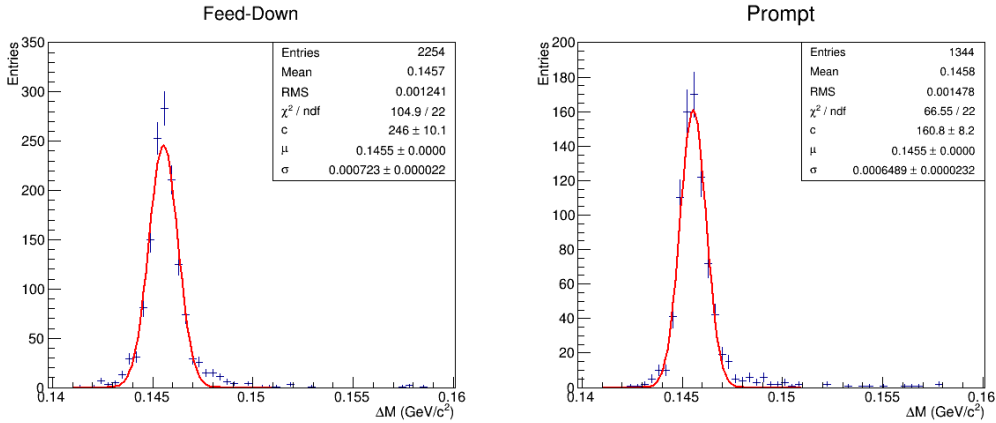 Feed-Down
Entries
350
300
250
200
150
100
50
0
0.14
0.145
0.15
0.155
0.16
ΔM (GeV/c²)
Entries 2254
Mean 0.1457
RMS 0.001241
χ² / ndf 104.9 / 22
c 246 ± 10.1
μ 0.1455 ± 0.0000
σ 0.000723 ± 0.000022
Prompt
Entries
200
180
160
140
120
100
80
60
40
20
0
0.14
0.145
0.15
0.155
0.16
ΔM (GeV/c²)
Entries 1344
Mean 0.1458
RMS 0.001478
χ² / ndf 66.55 / 22
c 160.8 ± 8.2
μ 0.1455 ± 0.0000
σ 0.0006489 ± 0.0000232